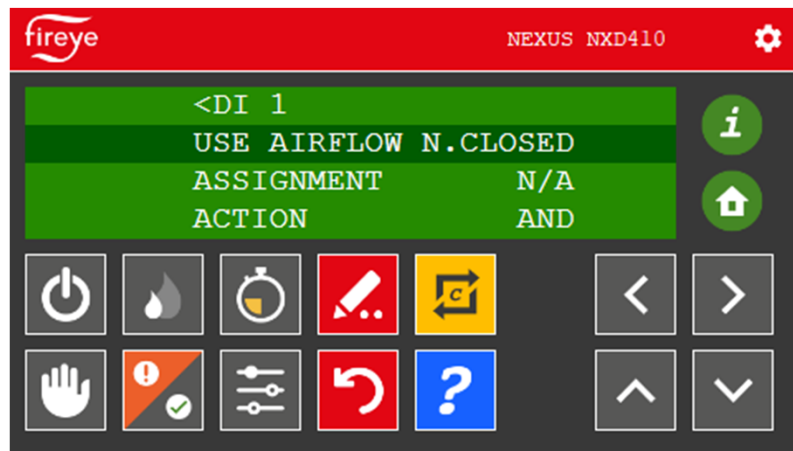 fireye
NEXUS NXD410
i
<DI 1
USE AIRFLOW N.CLOSED
ASSIGNMENT N/A
ACTION AND
C
?